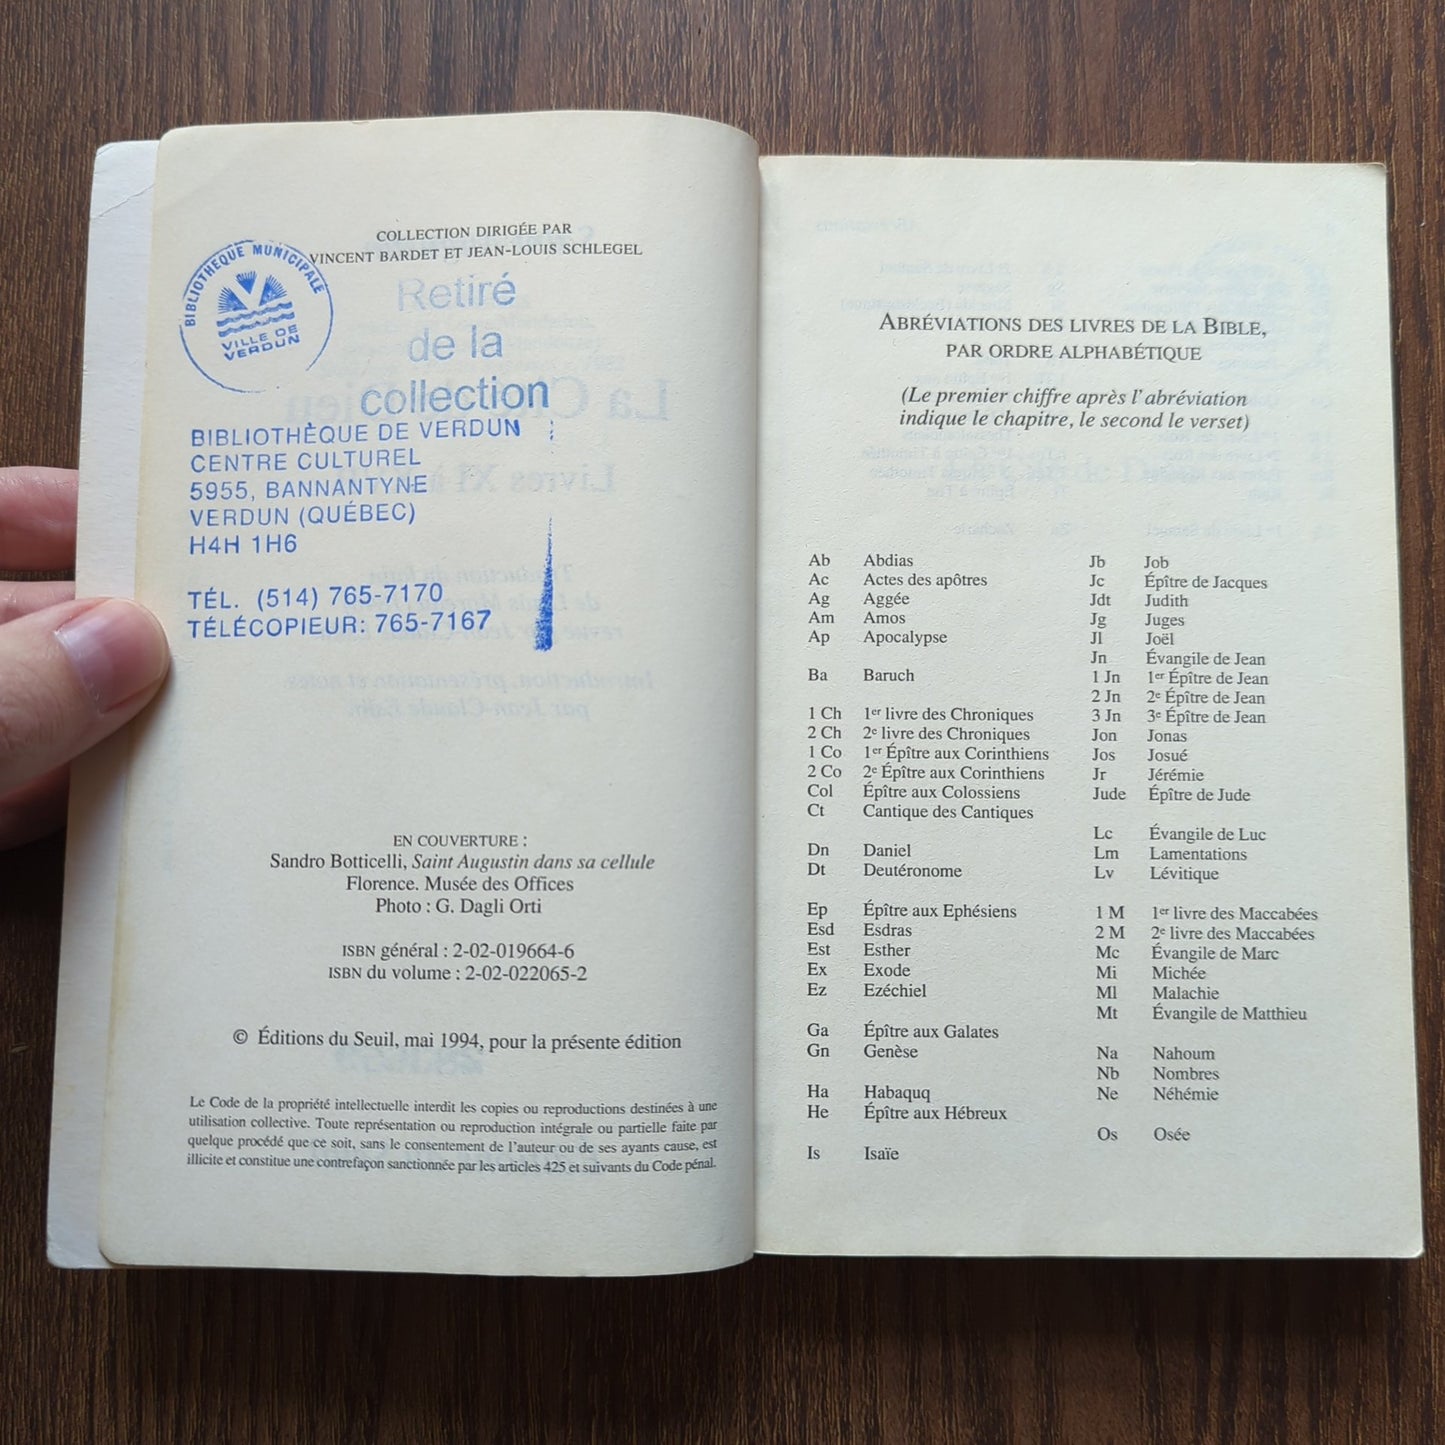 COLLECTION DIRIGÉE PAR
VINCENT BARDET ET JEAN-LOUIS SCHLEGEL
BIBLIOTHÈQUE MUNICIPALE
VILLE DE
VERDUN
Retiré
de la
collection
BIBLIOTHÈQUE DE VERDUN
CENTRE CULTUREL
5955, BANNANTYNE
VERDUN (QUÉBEC)
H4H 1H6
TÉL. (514) 765-7170
TÉLÉCOPIEUR: 765-7167
EN COUVERTURE :
Sandro Botticelli, Saint Augustin dans sa cellule
Florence. Musée des Offices
Photo : G. Dagli Orti
ISBN général : 2-02-019664-6
ISBN du volume : 2-02-022065-2
© Éditions du Seuil, mai 1994, pour la présente édition
Le Code de la propriété intellectuelle interdit les copies ou reproductions destinées à une
utilisation collective. Toute représentation ou reproduction intégrale ou partielle faite par
quelque procédé que ce soit, sans le consentement de l'auteur ou de ses ayants cause, est
illicite et constitue une contrefaçon sanctionnée par les articles 425 et suivants du Code pénal.
ABRÉVIATIONS DES LIVRES DE LA BIBLE,
PAR ORDRE ALPHABÉTIQUE
(Le premier chiffre après l'abréviation
indique le chapitre, le second le verset)
Ab Abdias
Ac Actes des apôtres
Ag Aggée
Am Amos
Ap Apocalypse
Ba Baruch
1 Ch 1er livre des Chroniques
2 Ch 2e livre des Chroniques
1 Co 1er Épître aux Corinthiens
2 Co 2e Épître aux Corinthiens
Col Épître aux Colossiens
Ct Cantique des Cantiques
Dn Daniel
Dt Deutéronome
Ep Épître aux Ephésiens
Esd Esdras
Est Esther
Ex Exode
Ez Ezéchiel
Ga Épître aux Galates
Gn Genèse
Ha Habaquq
He Épître aux Hébreux
Is Isaïe
Jb Job
Jc Épître de Jacques
Jdt Judith
Jg Juges
Jl Joël
Jn Évangile de Jean
1 Jn 1er Épître de Jean
2 Jn 2e Épître de Jean
3 Jn 3e Épître de Jean
Jon Jonas
Jos Josué
Jr Jérémie
Jude Épître de Jude
Lc Évangile de Luc
Lm Lamentations
Lv Lévitique
1 M 1er livre des Maccabées
2 M 2e livre des Maccabées
Mc Évangile de Marc
Mi Michée
Ml Malachie
Mt Évangile de Matthieu
Na Nahoum
Nb Nombres
Ne Néhémie
Os Osée